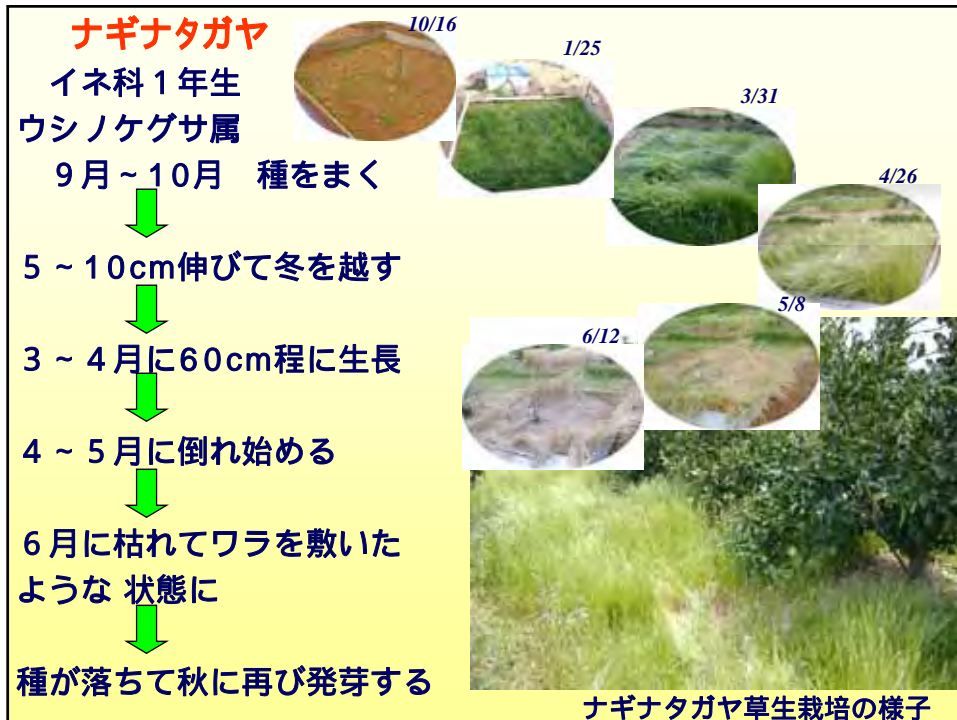 ナギナタガヤ
イネ科１年生
ウシノケグサ属
９月～１０月　種をまく
５～１０cm伸びて冬を越す
３～４月に６０cm程に生長
４～５月に倒れ始める
６月に枯れてワラを敷いた
ような 状態に
種が落ちて秋に再び発芽する
10/16
1/25
3/31
4/26
5/8
6/12
ナギナタガヤ草生栽培の様子